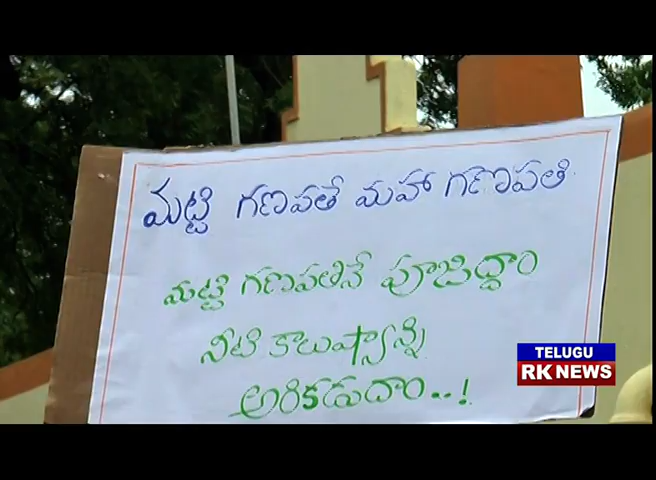 మట్టి గణపతే మహా గణపతి
మట్టి గణపతినే పూజిద్దాం
నీటి కాలుష్యాన్ని
అరికడుదాం..!
TELUGU
RK NEWS